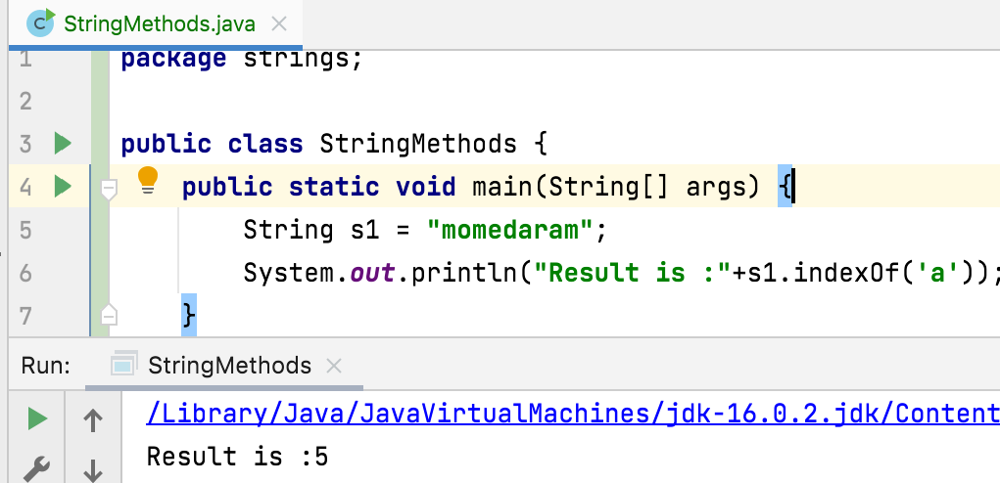 C StringMethods.java
1 package strings;
2
3 public class StringMethods {
4 public static void main(String[] args) {
5 String s1 = "momedaram";
6 System.out.println("Result is :"+s1.indexOf('a'));
7 }
Run: StringMethods
/Library/Java/JavaVirtualMachines/jdk-16.0.2.jdk/Content
Result is :5